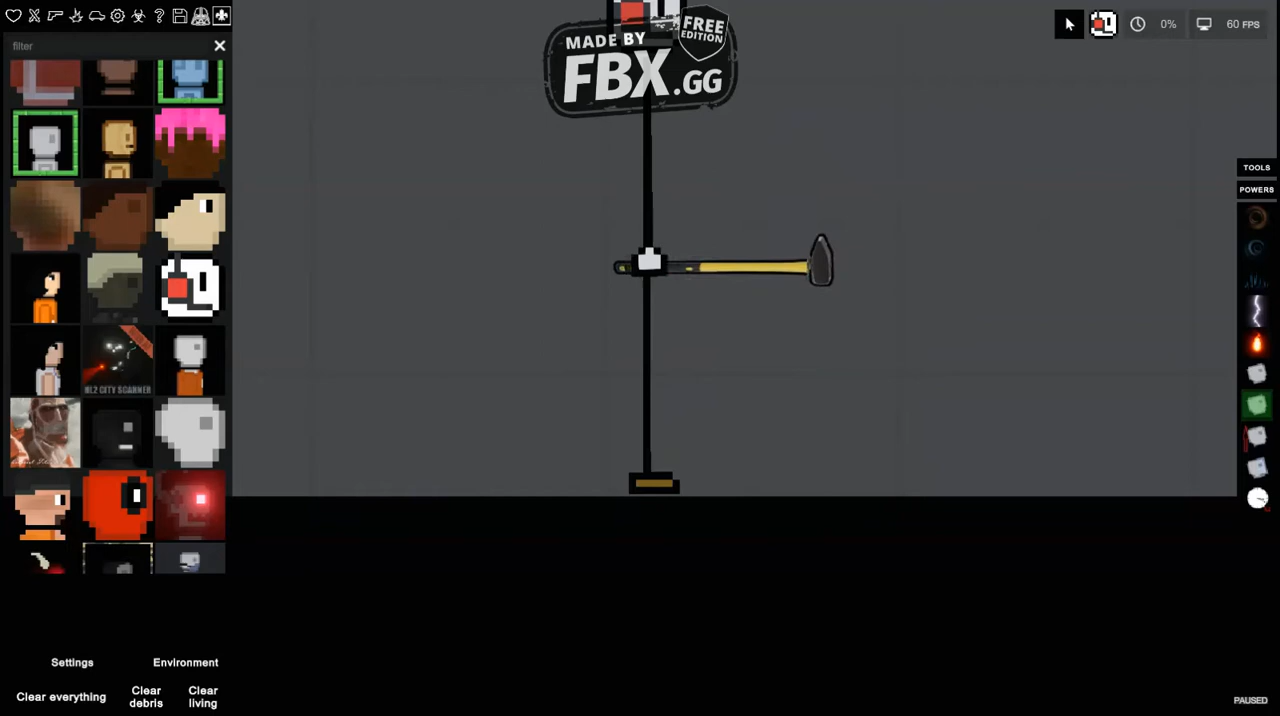 filter
MADE BY
FREE
EDITION
FBX.GG
0%
60 FPS
TOOLS
POWERS
HL2 CITY SCANNER
Settings
Environment
Clear everything
Clear
debris
Clear
living
PAUSED